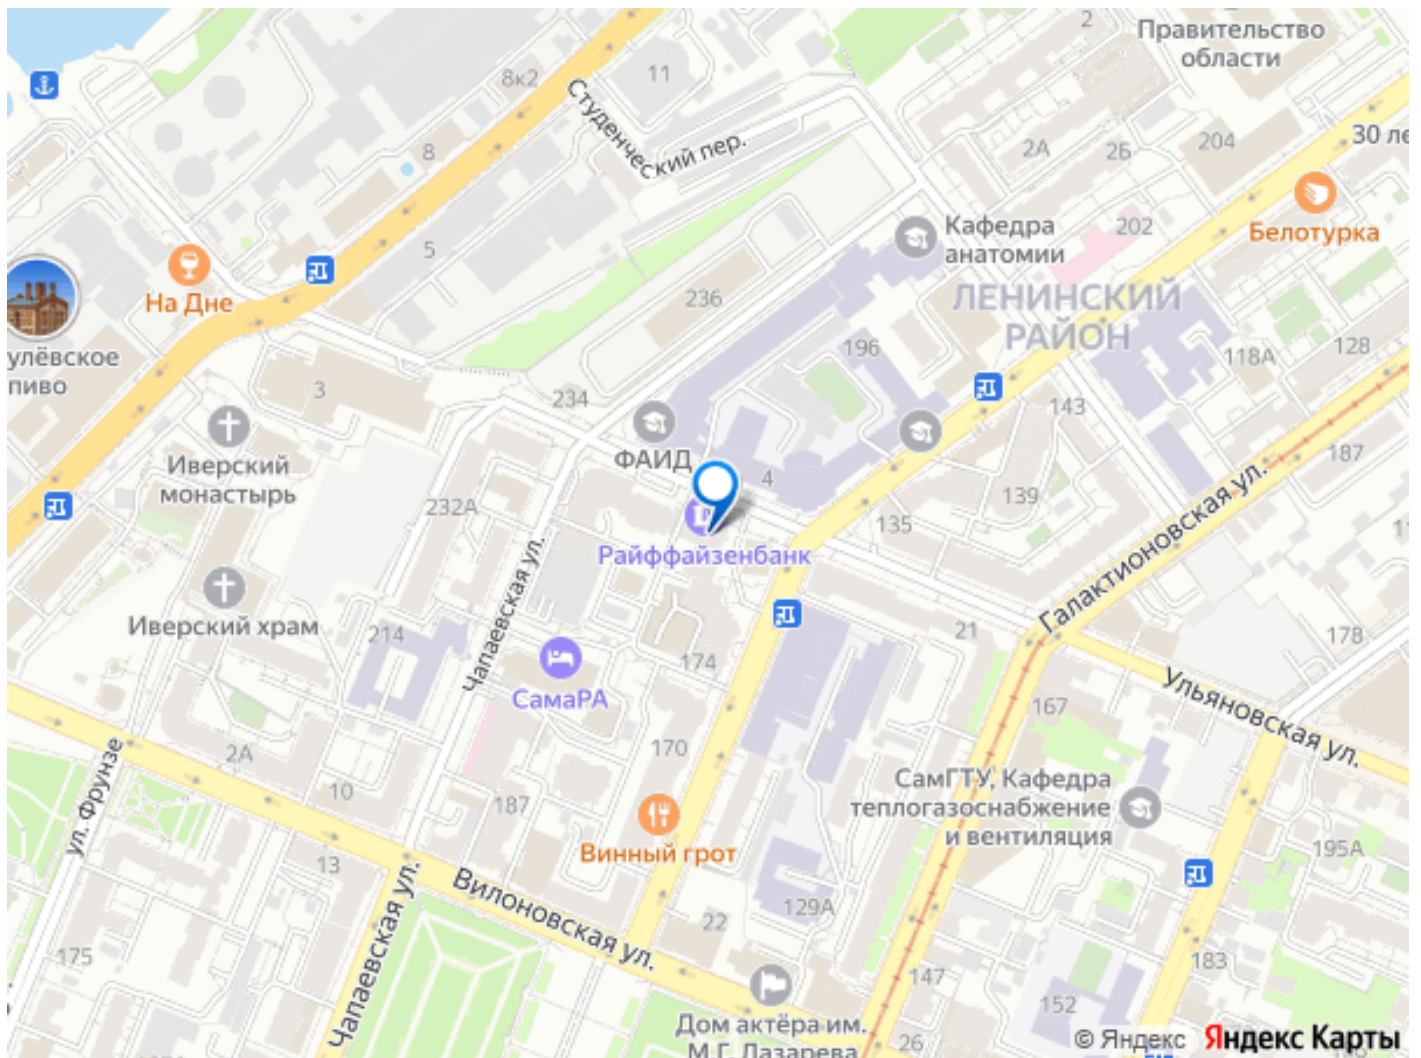 2
Правительство
области
8к2
11
Студенческий пер.
30 ле
204
2А
2Б
8
202
Белотурка
Кафедра
анатомии
5
На Дне
236
ЛЕНИНСКИЙ
РАЙОН
улёвское
пиво
196
118А
128
3
234
143
Иверский
монастырь
ФАИД
4
187
232А
139
135
Галактионовская ул.
Райффайзенбанк
Чапаевская ул.
Иверский храм
214
21
178
174
СамаРА
Ульяновская ул.
167
ул. Фрунзе
2А
170
10
187
СамГТУ, Кафедра
теплогазоснабжение
и вентиляция
Винный грот
13
195А
Вилоновская ул.
129А
22
Чапаевская ул.
175
183
147
152
Дом актёра им.
М.Г. Лазарева
26
© Яндекс Яндекс Карты